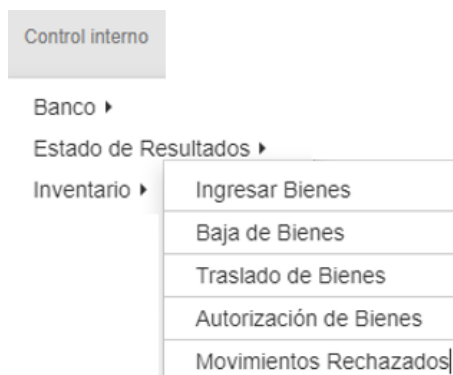 Control interno
Banco
Estado de Resultados
Inventario
Ingresar Bienes
Baja de Bienes
Traslado de Bienes
Autorización de Bienes
Movimientos Rechazados